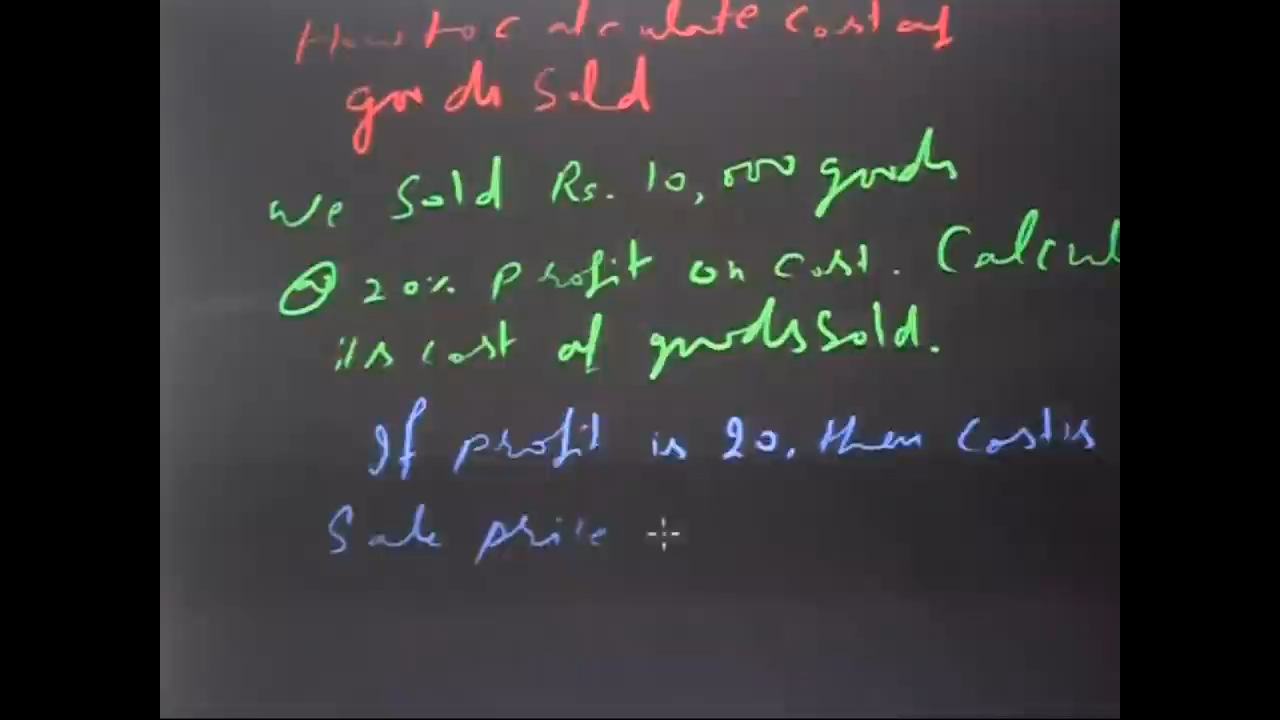 How to calculate cost of
goods sold
We sold Rs. 10,000 goods
@ 20% profit on cost. Calcul
its cost of goods sold.
If profit is 20, then cost is
Sale price